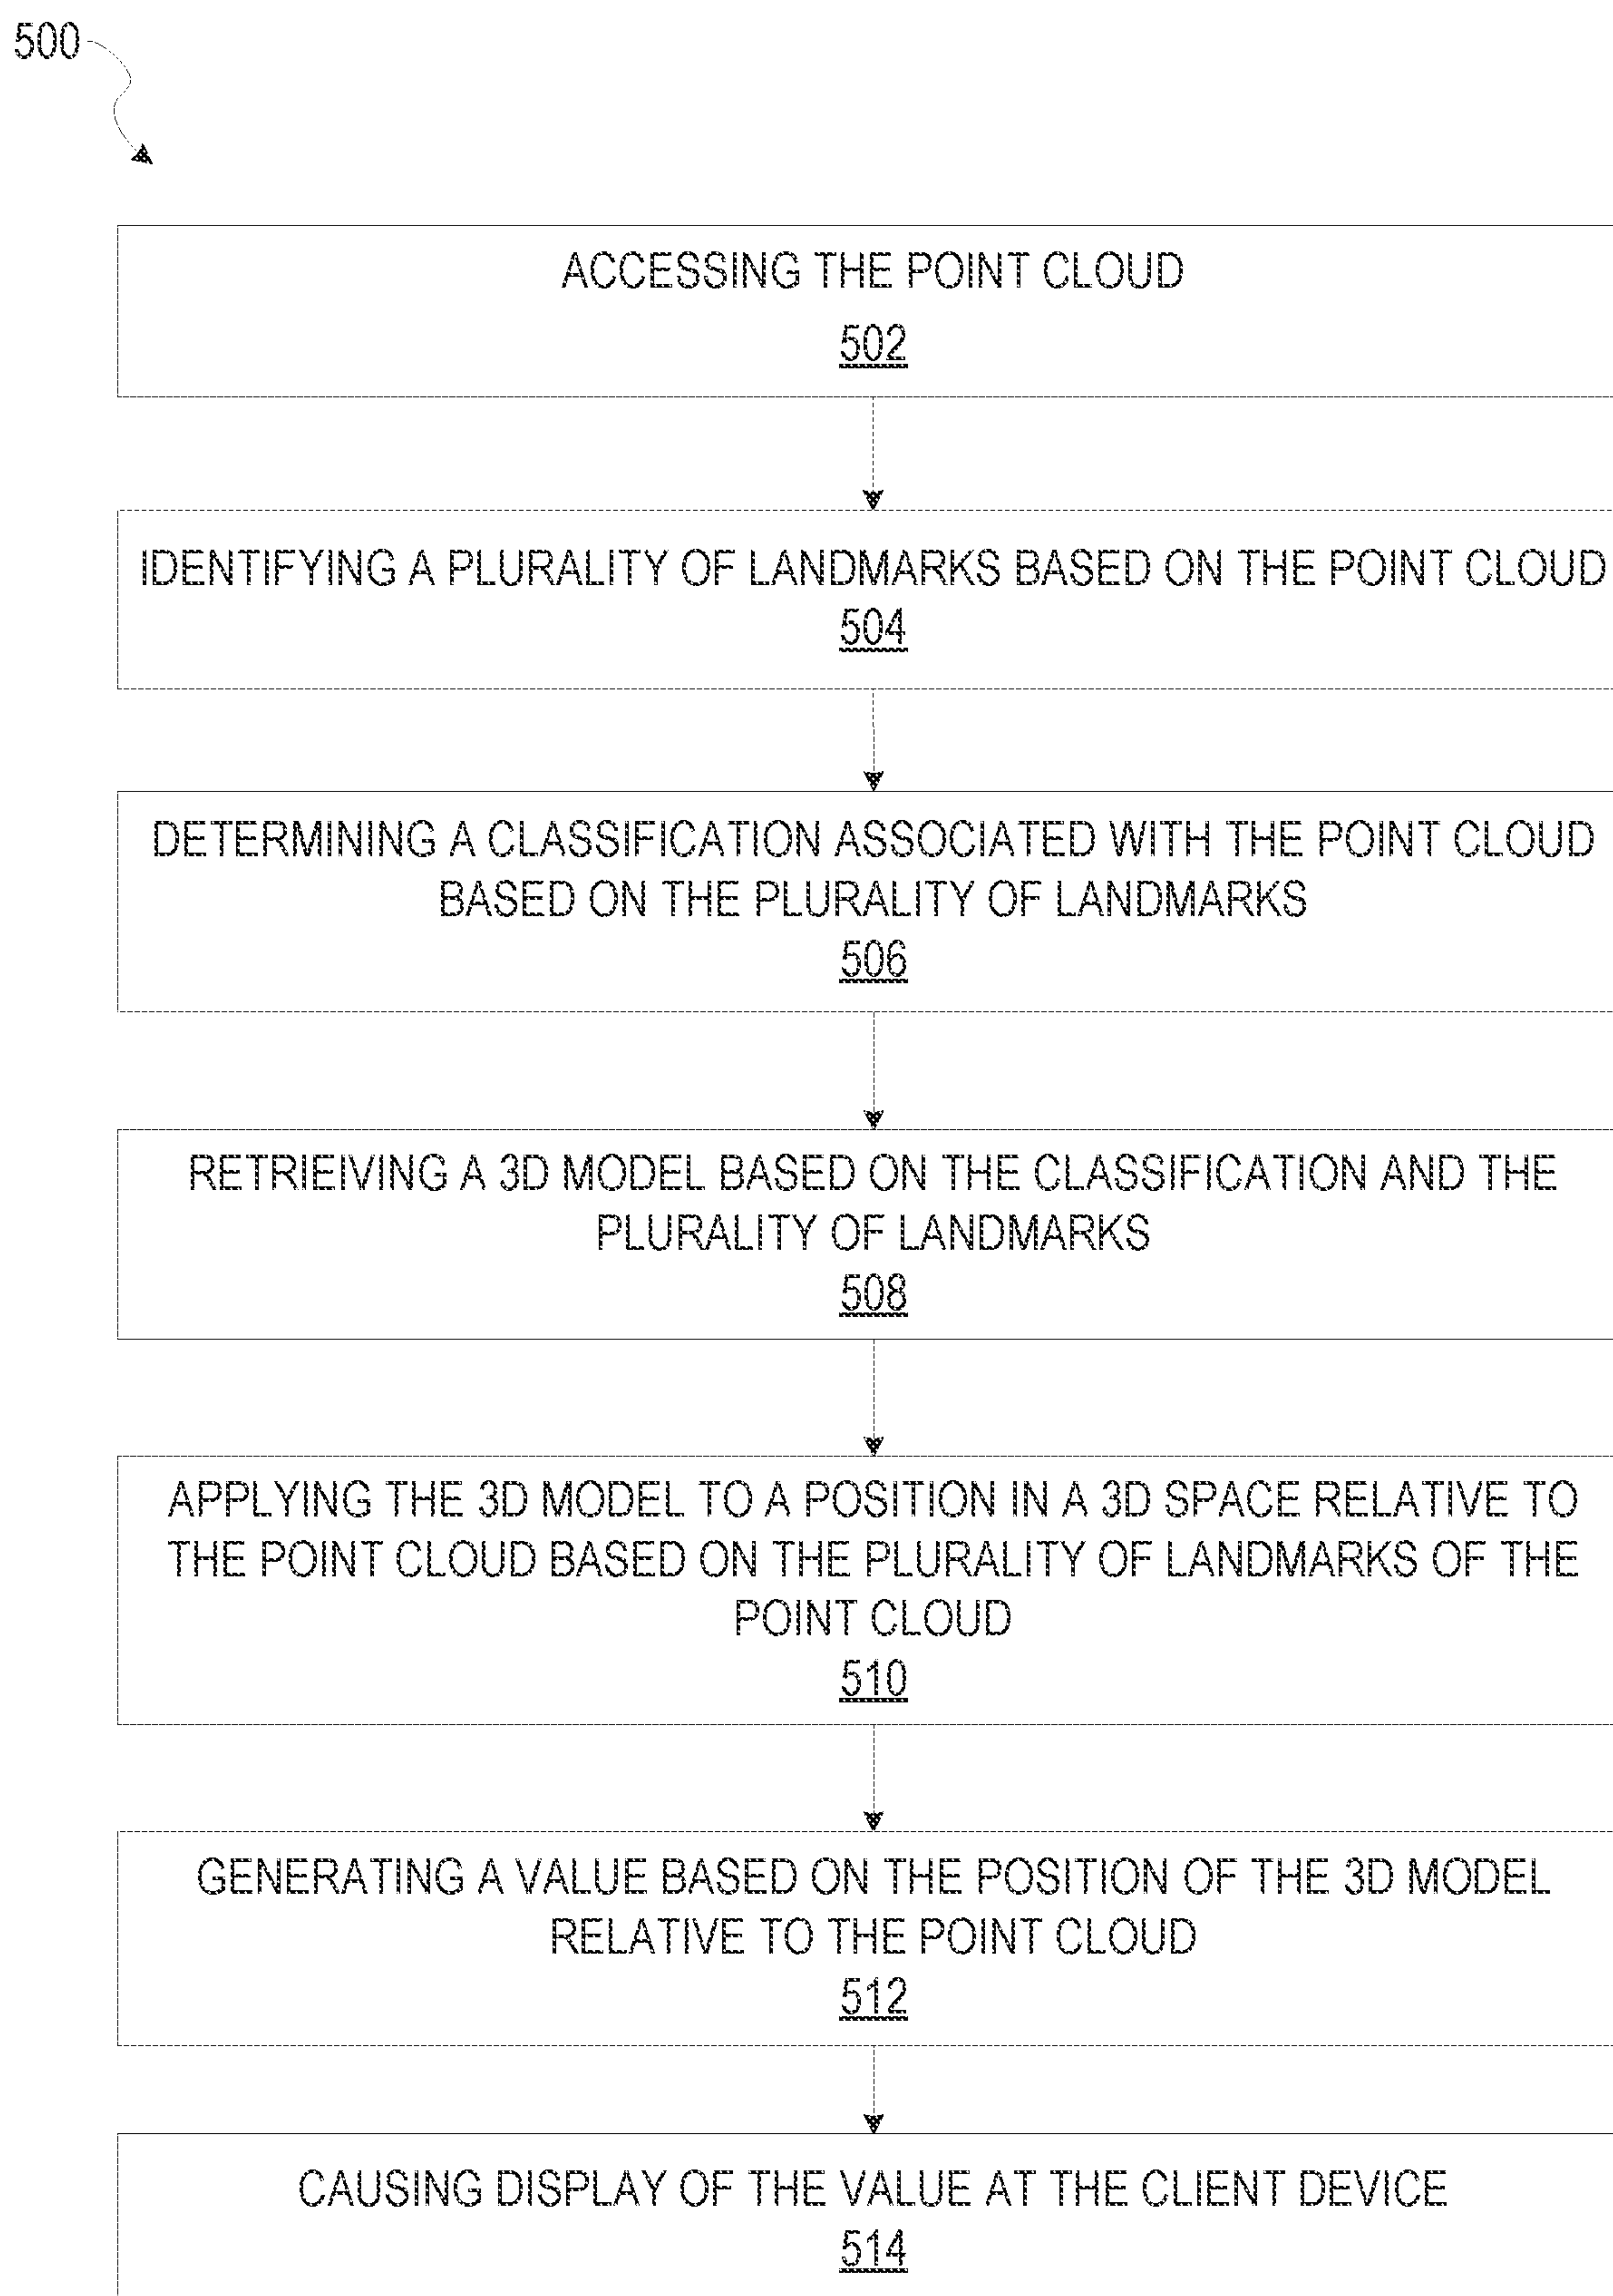 500
ACCESSING THE POINT CLOUD
502
IDENTIFYING A PLURALITY OF LANDMARKS BASED ON THE POINT CLOUD
504
DETERMINING A CLASSIFICATION ASSOCIATED WITH THE POINT CLOUD
BASED ON THE PLURALITY OF LANDMARKS
506
RETRIEIVING A 3D MODEL BASED ON THE CLASSIFICATION AND THE
PLURALITY OF LANDMARKS
508
APPLYING THE 3D MODEL TO A POSITION IN A 3D SPACE RELATIVE TO
THE POINT CLOUD BASED ON THE PLURALITY OF LANDMARKS OF THE
POINT CLOUD
510
GENERATING A VALUE BASED ON THE POSITION OF THE 3D MODEL
RELATIVE TO THE POINT CLOUD
512
CAUSING DISPLAY OF THE VALUE AT THE CLIENT DEVICE
514